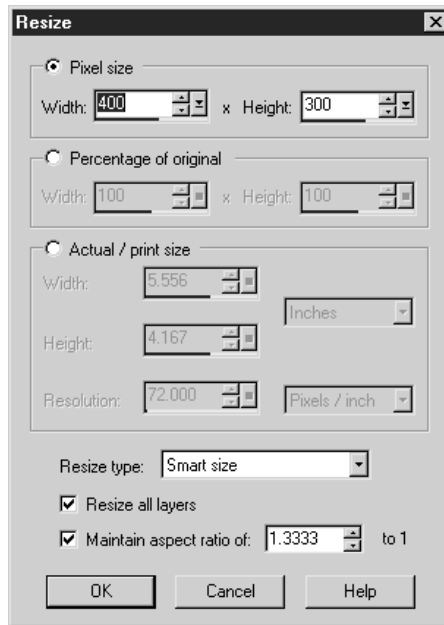 Resize
Pixel size
Width: 400 x Height: 300
Percentage of original
Width: 100 x Height: 100
Actual / print size
Width: 5.556
Inches
Height: 4.167
Resolution: 72.000 Pixels / inch
Resize type: Smart size
Resize all layers
Maintain aspect ratio of: 1.3333 to 1
OK Cancel Help